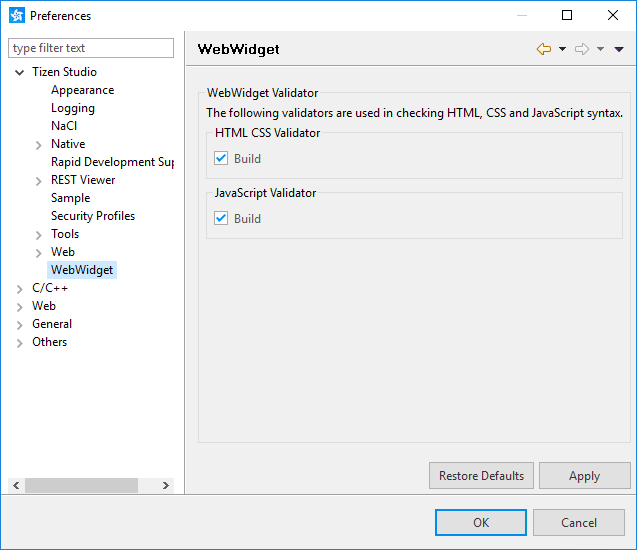 Preferences
type filter text
Tizen Studio
Appearance
Logging
NaCl
Native
Rapid Development Sup
REST Viewer
Sample
Security Profiles
Tools
Web
WebWidget
C/C++
Web
General
Others
WebWidget
WebWidget Validator
The following validators are used in checking HTML, CSS and JavaScript syntax.
HTML CSS Validator
Build
JavaScript Validator
Build
Restore Defaults
Apply
OK
Cancel